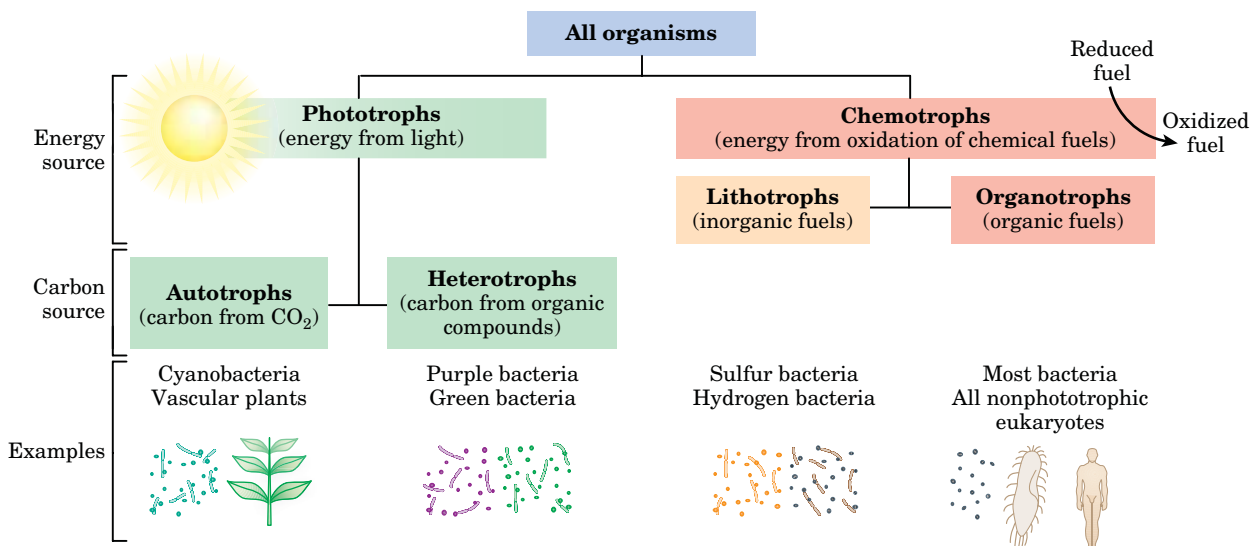 All organisms
Reduced
fuel
Oxidized
fuel
Energy
source
Phototrophs
(energy from light)
Chemotrophs
(energy from oxidation of chemical fuels)
Lithotrophs
(inorganic fuels)
Organotrophs
(organic fuels)
Carbon
source
Autotrophs
(carbon from CO₂)
Heterotrophs
(carbon from organic
compounds)
Examples
Cyanobacteria
Vascular plants
Purple bacteria
Green bacteria
Sulfur bacteria
Hydrogen bacteria
Most bacteria
All nonphototrophic
eukaryotes